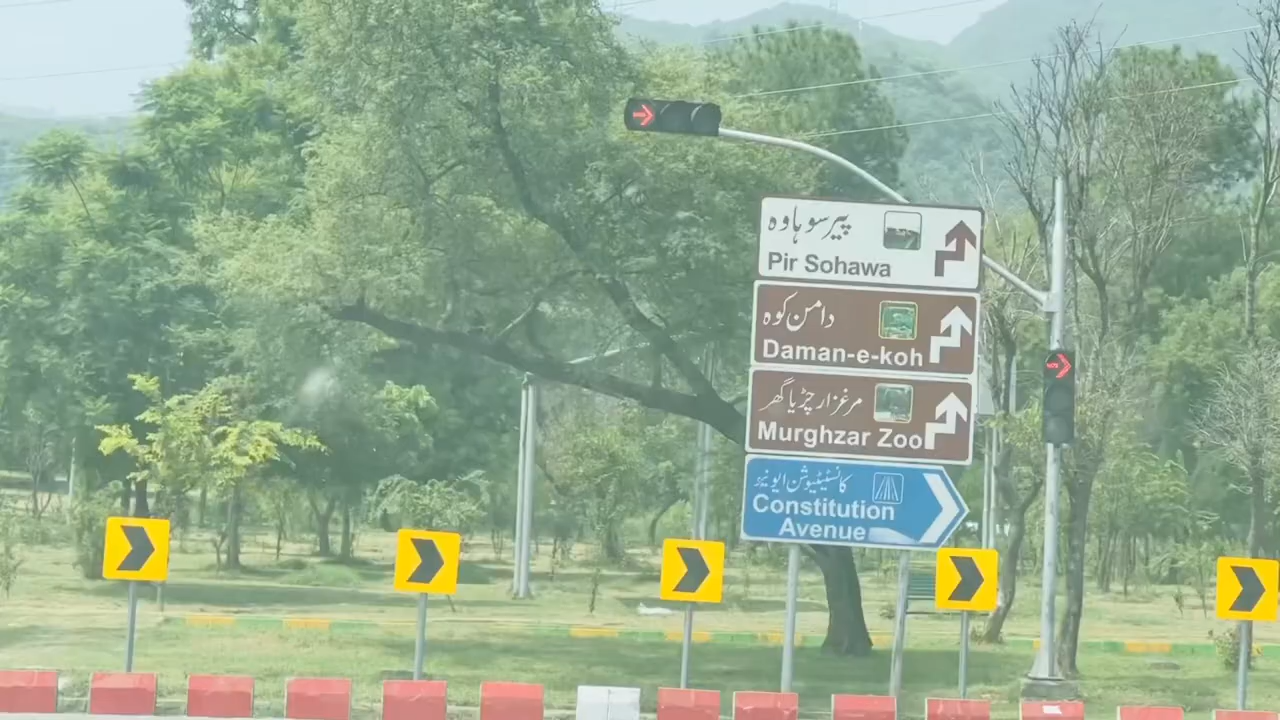 پیر سوہاوہ
Pir Sohawa
دامن کوہ
Daman-e-koh
مرغزار چڑیا گھر
Murghzar Zoo
کانسٹیٹیوشن ایونیو
Constitution
Avenue